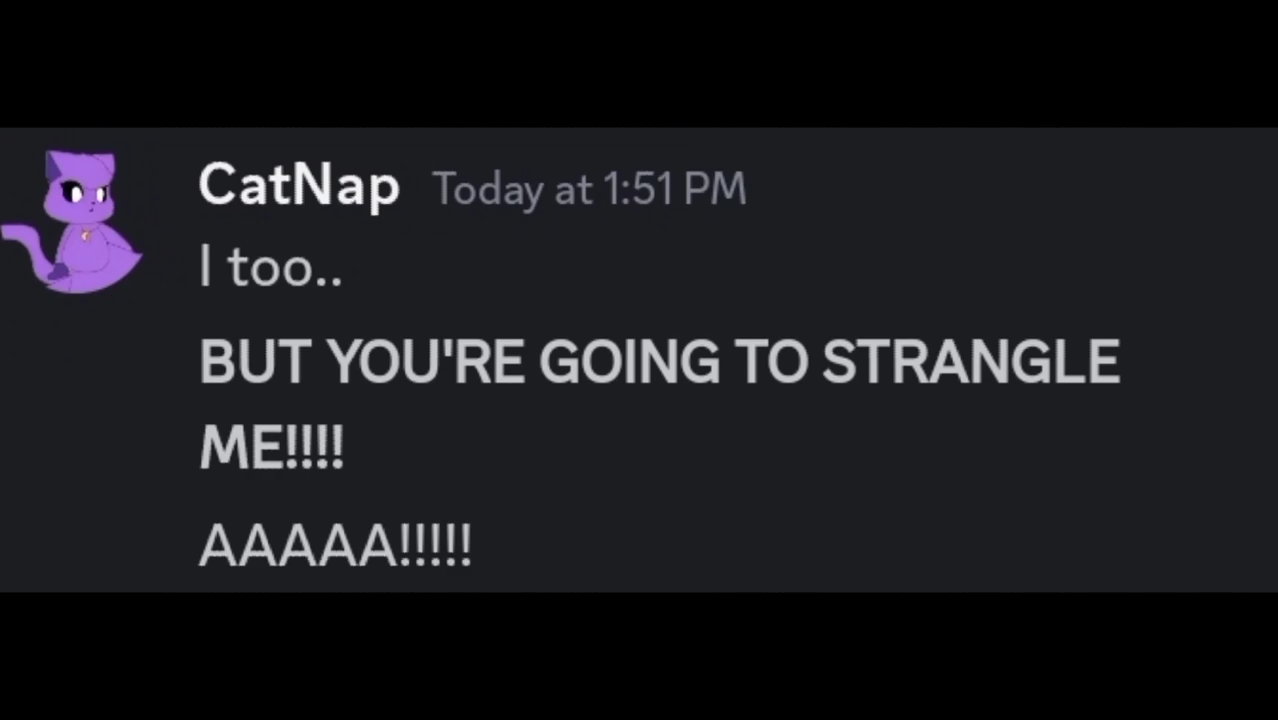 CatNap Today at 1:51 PM
I too..
BUT YOU'RE GOING TO STRANGLE
ME!!!!
AAAAA!!!!!